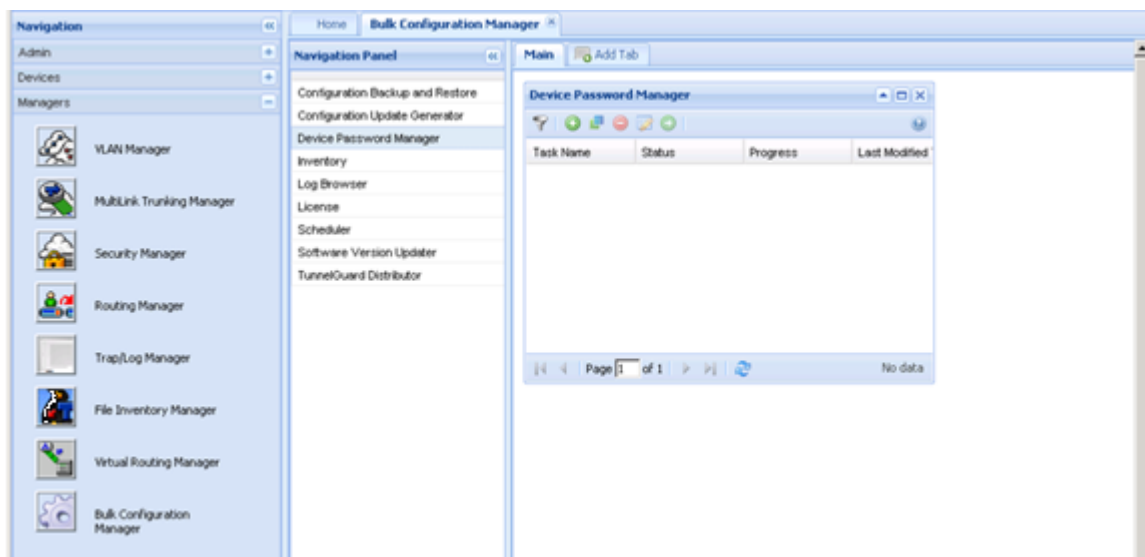 Navigation
Admin
Devices
Managers
VLAN Manager
MultiLink Trunking Manager
Security Manager
Routing Manager
Trap/Log Manager
File Inventory Manager
Virtual Routing Manager
Bulk Configuration
Manager
Home
Bulk Configuration Manager
Navigation Panel
Configuration Backup and Restore
Configuration Update Generator
Device Password Manager
Inventory
Log Browser
License
Scheduler
Software Version Updater
TunnelGuard Distributor
Main
Add Tab
Device Password Manager
Task Name Status Progress Last Modified
Page 1 of 1
No data